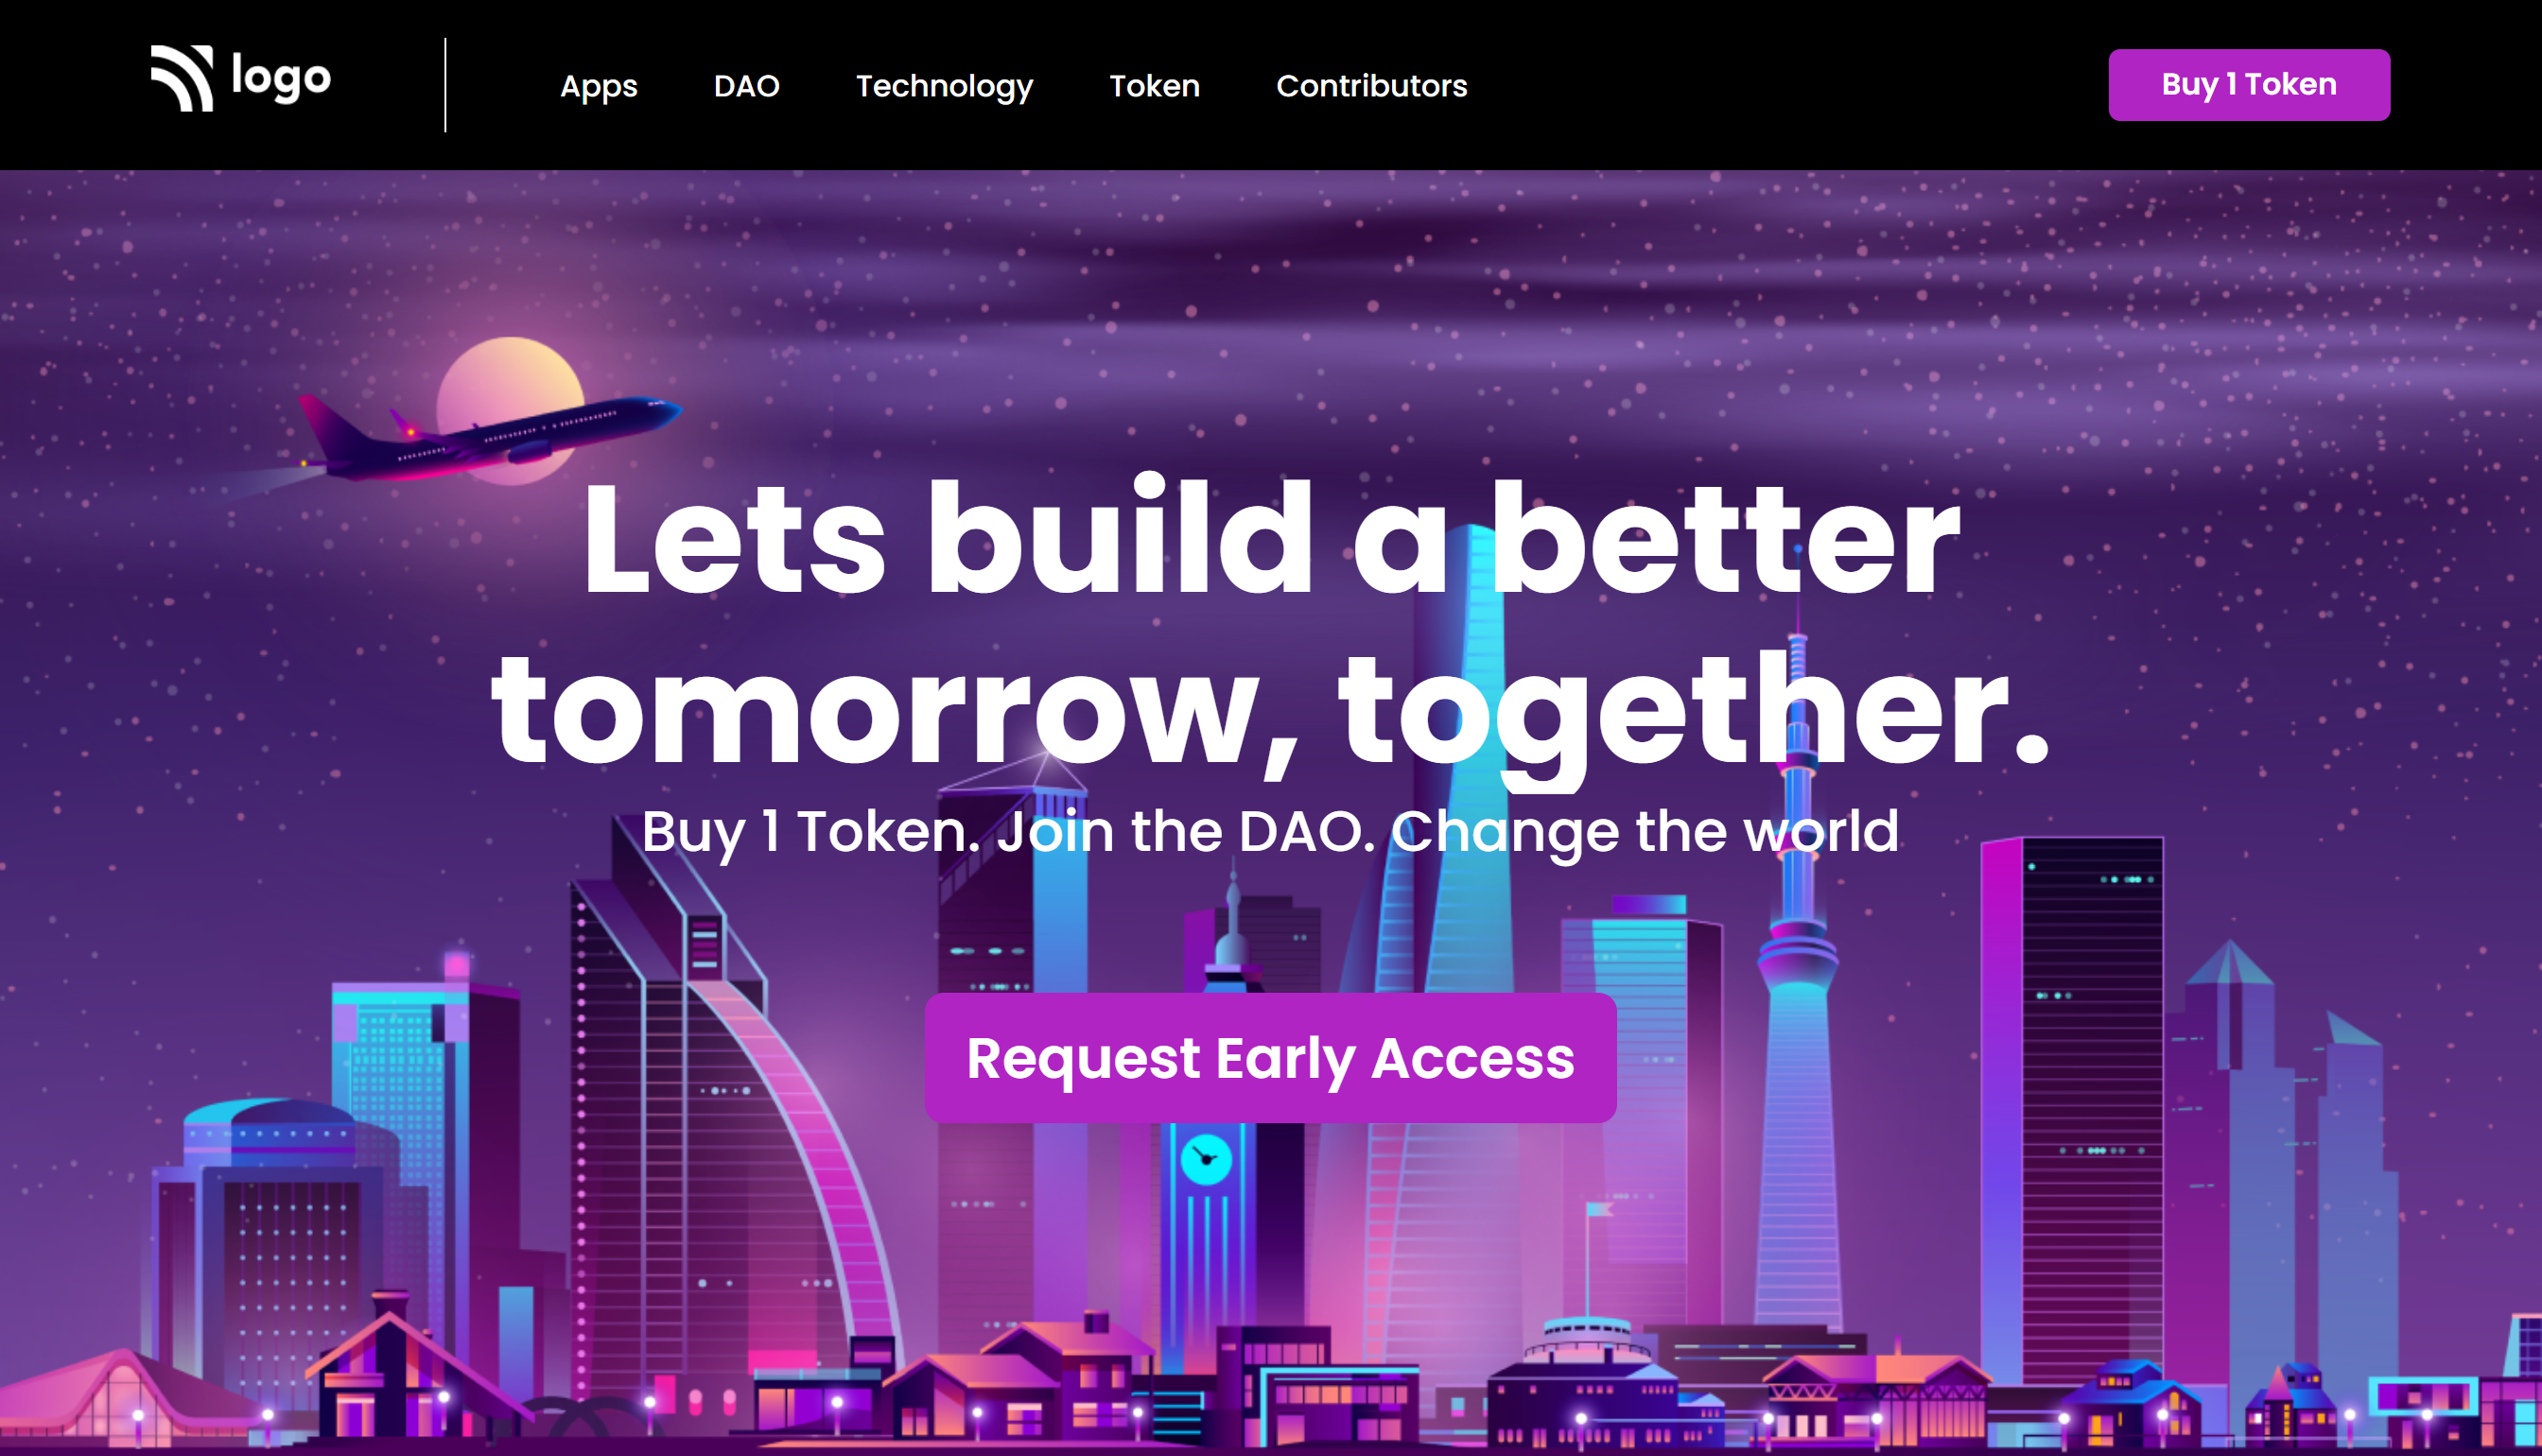 logo
Apps DAO Technology Token Contributors
Buy 1 Token
Lets build a better
tomorrow, together.
Buy 1 Token. Join the DAO. Change the world
Request Early Access